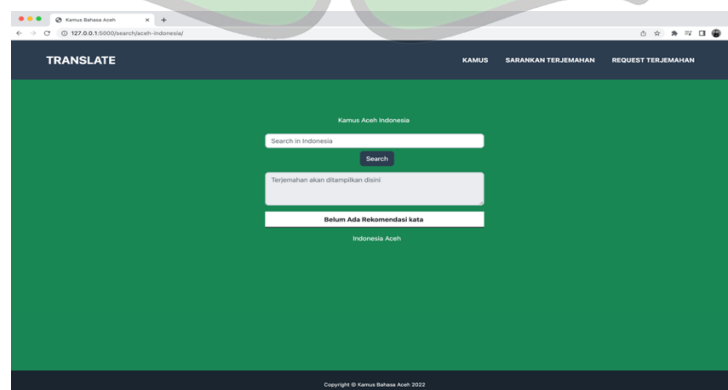 Kamus Bahasa Aceh
127.0.0.1:5000/search/aceh-indonesia/
TRANSLATE
KAMUS SARANKAN TERJEMAHAN REQUEST TERJEMAHAN
Kamus Aceh Indonesia
Search in Indonesia
Search
Terjemahan akan ditampilkan disini
Belum Ada Rekomendasi kata
Indonesia Aceh
Copyright © Kamus Bahasa Aceh 2022